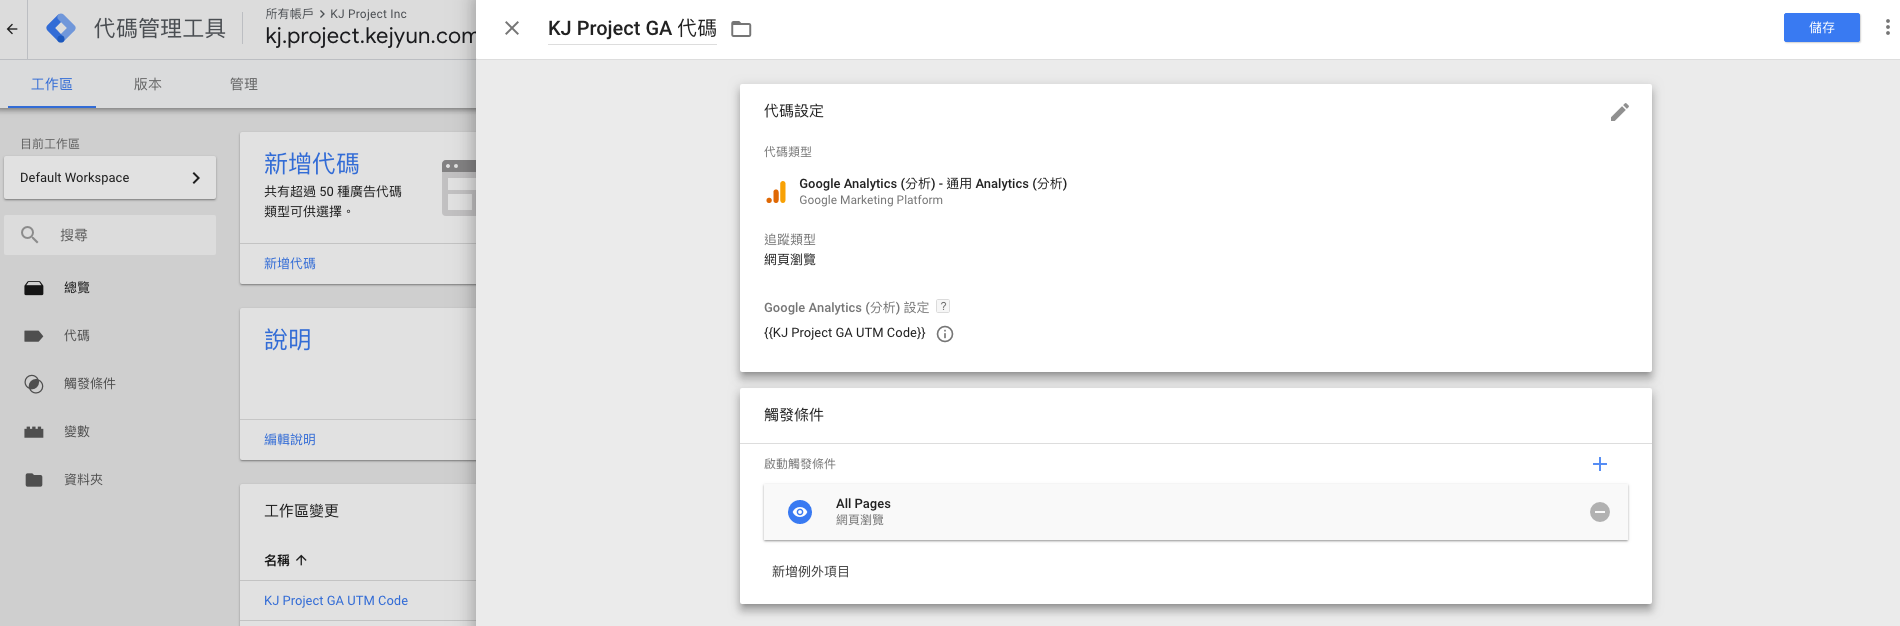 所有帳戶 > KJ Project Inc
代碼管理工具
kj.project.kejyun.com
KJ Project GA 代碼
儲存
工作區
版本
管理
目前工作區
Default Workspace
搜尋
總覽
代碼
觸發條件
變數
資料夾
新增代碼
共有超過 50 種廣告代碼
類型可供選擇。
新增代碼
說明
編輯說明
工作區變更
名稱
KJ Project GA UTM Code
代碼設定
代碼類型
Google Analytics (分析) - 通用 Analytics (分析)
Google Marketing Platform
追蹤類型
網頁瀏覽
Google Analytics (分析) 設定 ?
{{KJ Project GA UTM Code}}
觸發條件
啟動觸發條件
All Pages
網頁瀏覽
新增例外項目